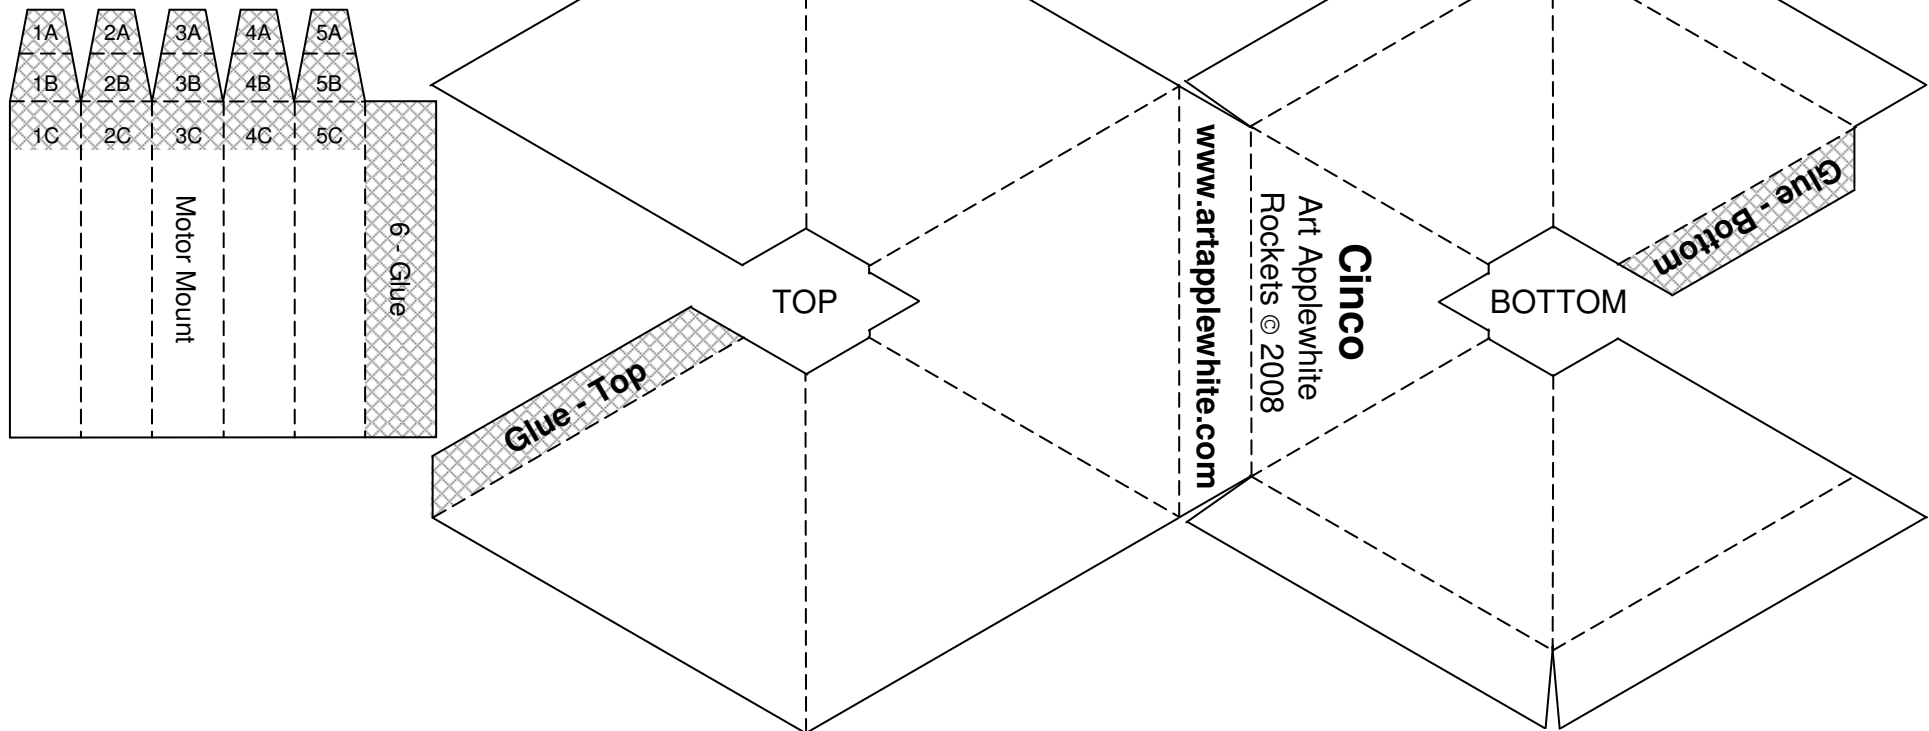 1A 2A 3A 4A 5A
1B 2B 3B 4B 5B
1C 2C 3C 4C 5C
Motor Mount
6 - Glue
TOP
Glue - Top
www.artapplewhite.com
Cinco
Art Applewhite
Rockets © 2008
BOTTOM
Glue - Bottom